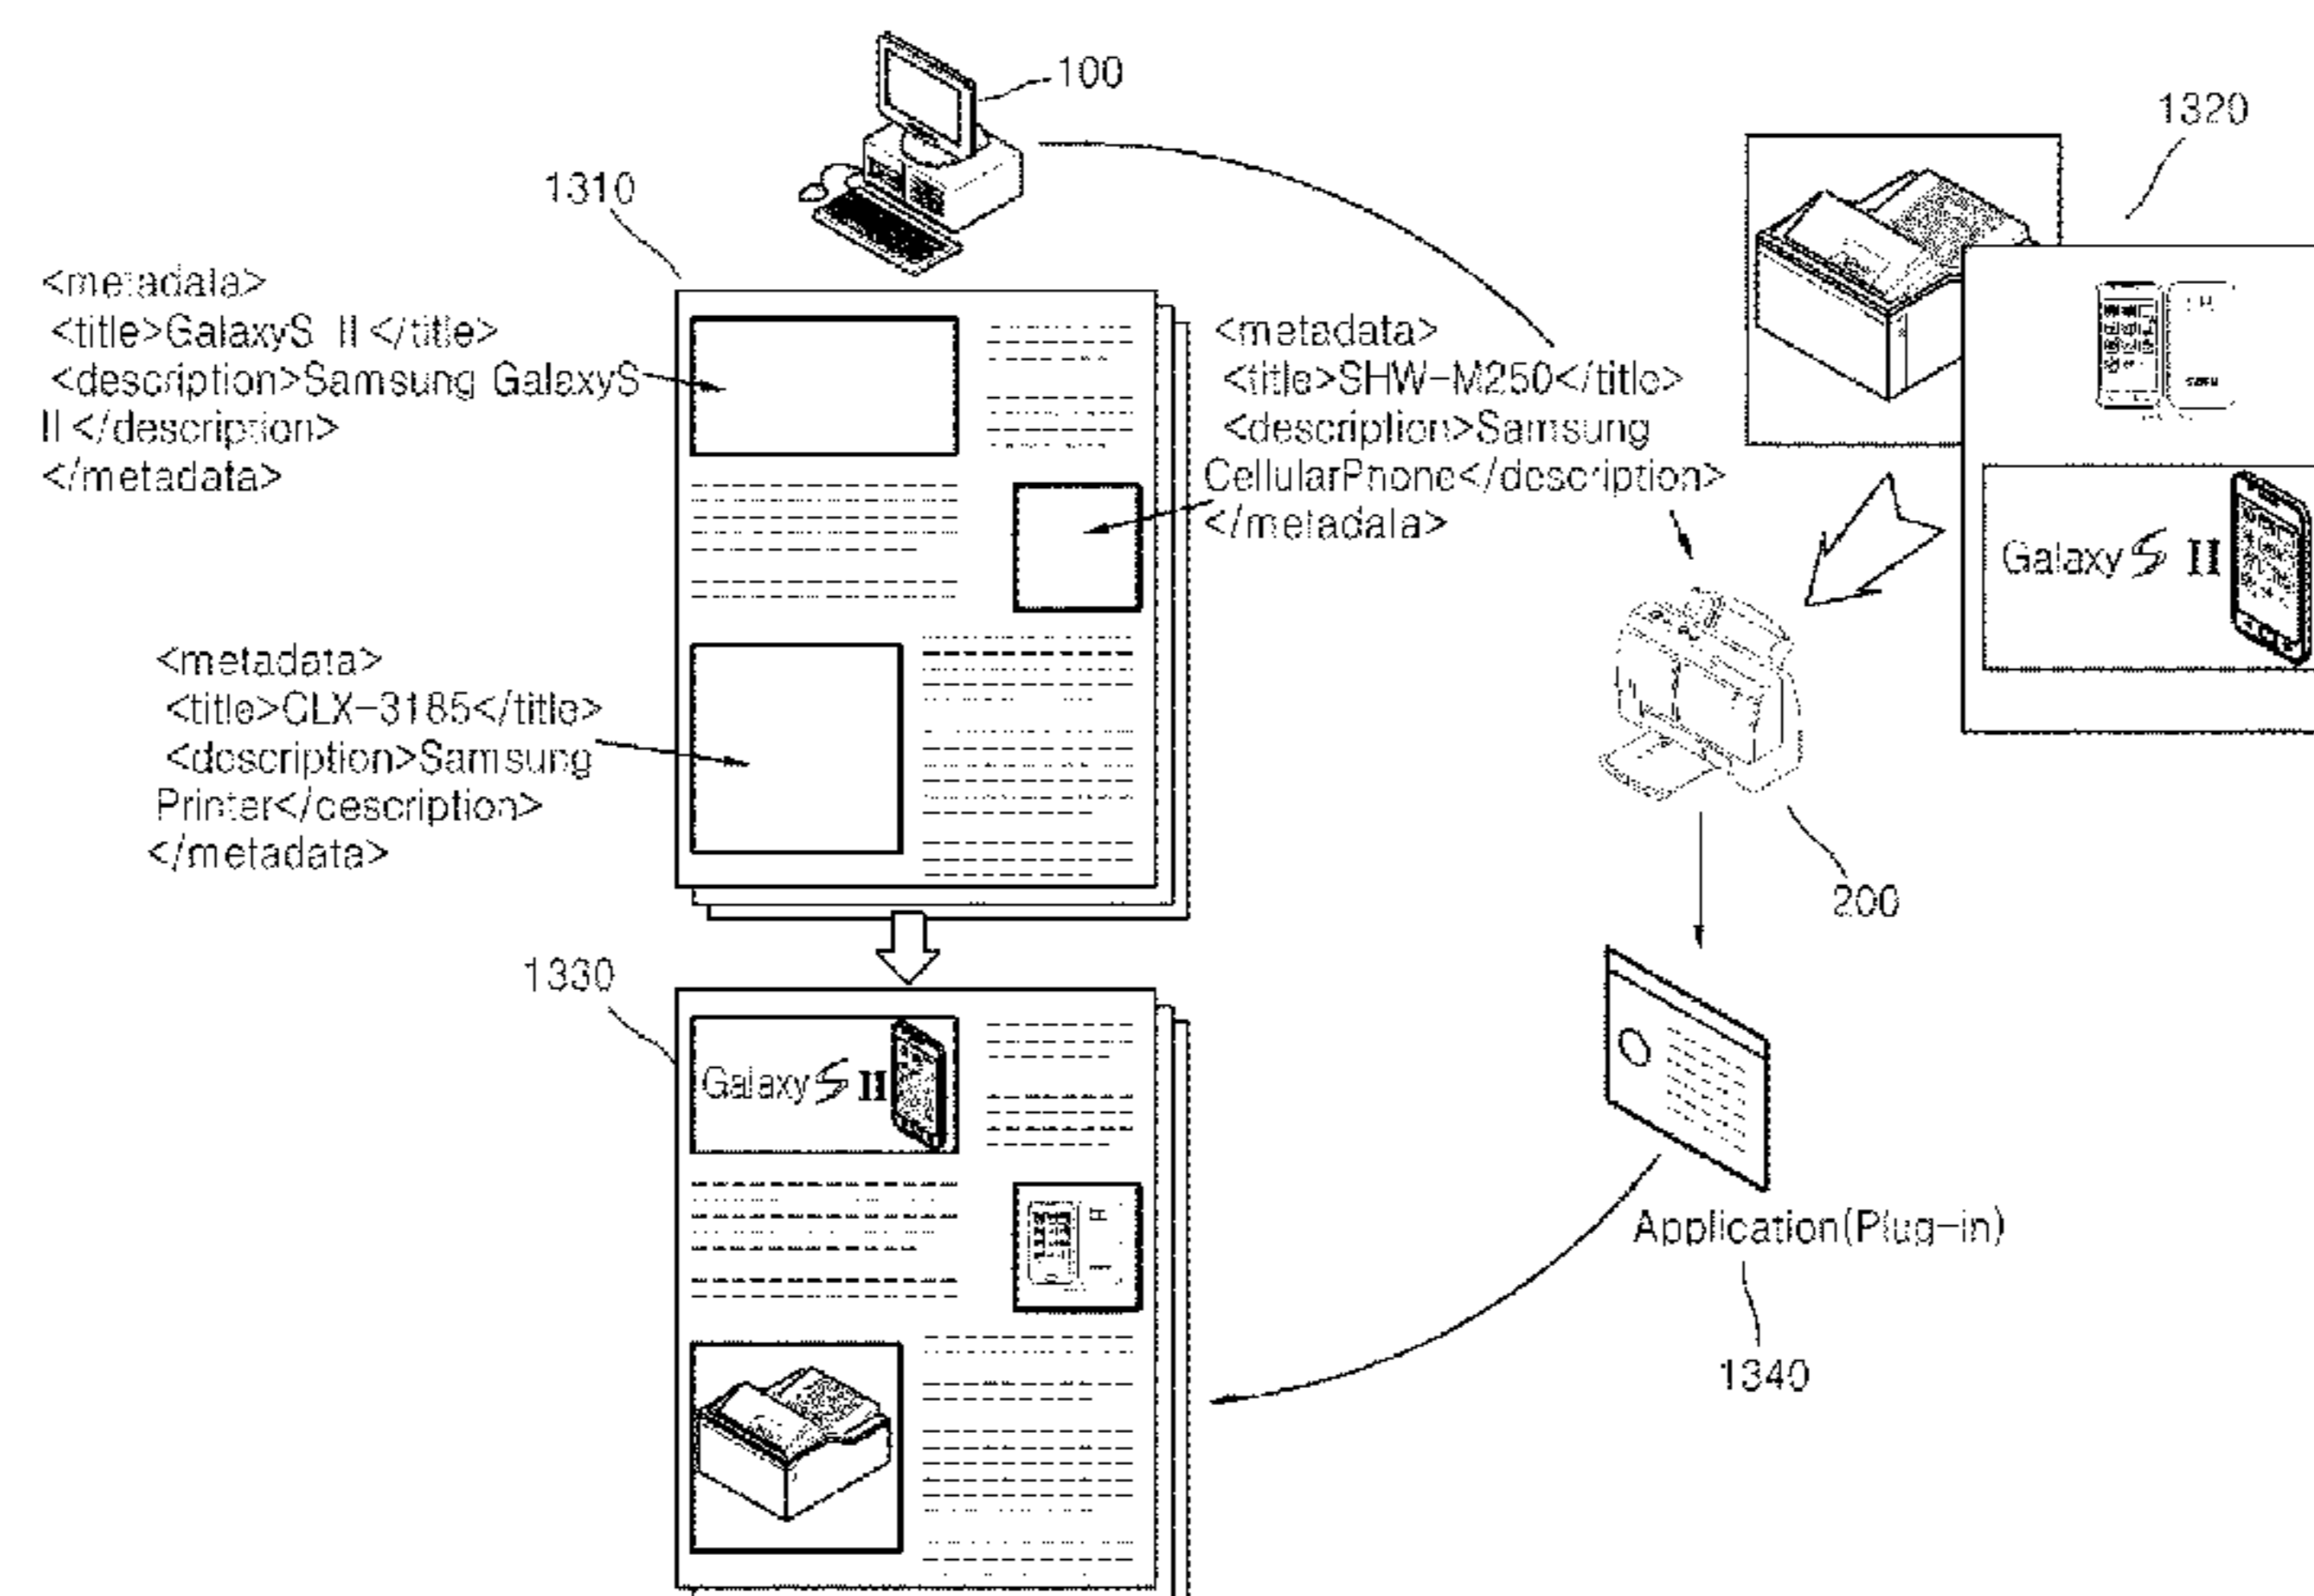 100
1320
1310
<metadata>
<title>GalaxyS II </title>
<description>Samsung GalaxyS
II </description>
</metadata>
<metadata>
<title>SHW-M250</title>
<description>Samsung
CellularPhone</description>
</metadata>
Galaxy S II
<metadata>
<title>CLX-3185</title>
<description>Samsung
Printer</description>
</metadata>
200
1330
Galaxy S II
Application(Plug-in)
1340